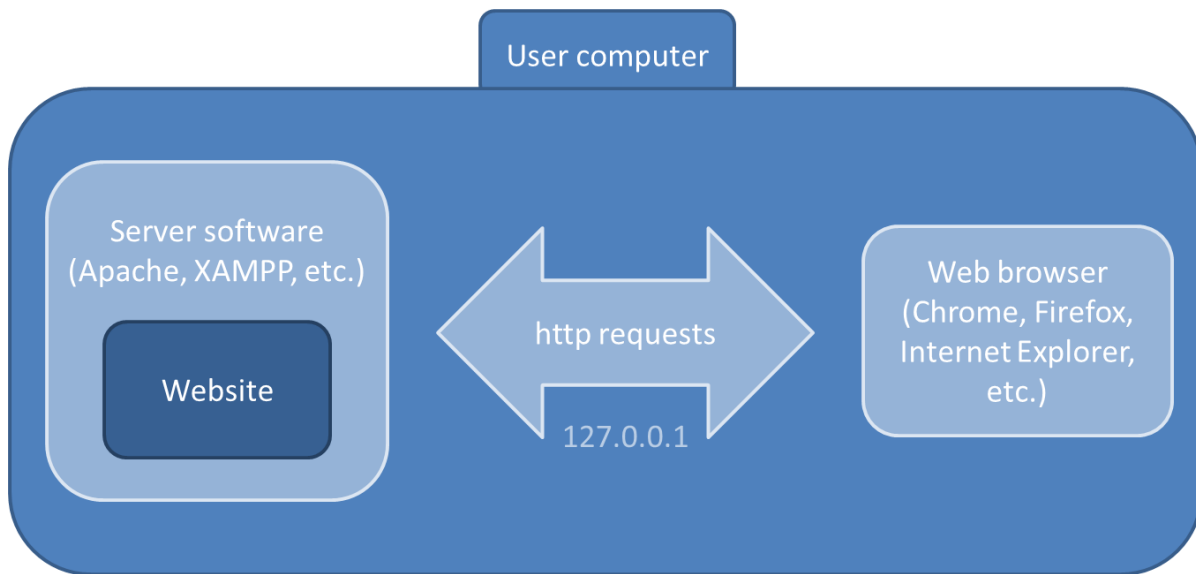 User computer
Server software
(Apache, XAMPP, etc.)
Website
http requests
127.0.0.1
Web browser
(Chrome, Firefox,
Internet Explorer,
etc.)